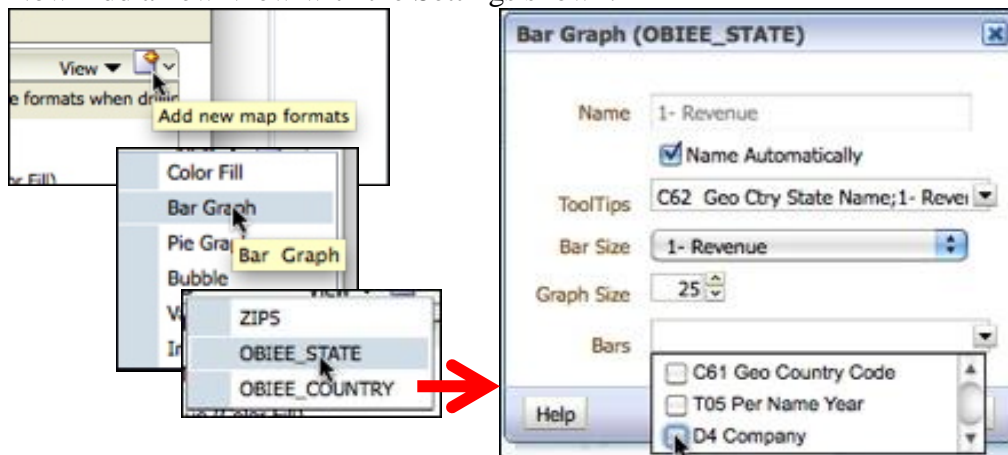 View
e formats when drillin
Add new map formats
Color Fill
Bar Graph
Pie Gra
Bar Graph
Bubble
ZIPS
OBIEE_STATE
OBIEE_COUNTRY
Bar Graph (OBIEE_STATE)
Name 1- Revenue
Name Automatically
ToolTips C62 Geo Ctry State Name;1- Rever
Bar Size 1- Revenue
Graph Size 25
Bars
C61 Geo Country Code
T05 Per Name Year
D4 Company
Help